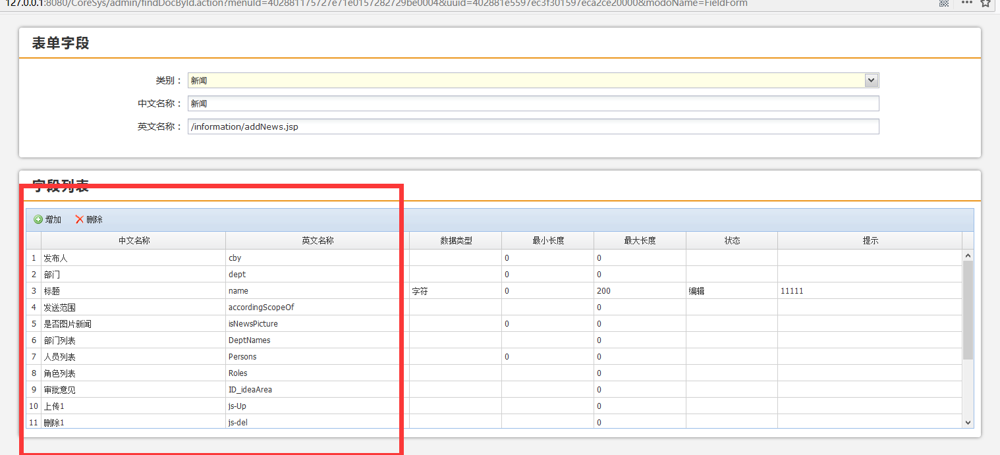 127.0.0.1:8080/CoreSys/admin/findDocById.action?menuId=402881175727e71e0157282729be0004&uuid=402881e5597ec3f301597eca2ce20000&modoName=FieldForm
表单字段
类别： 新闻
中文名称： 新闻
英文名称： /information/addNews.jsp
字段列表
增加 删除
中文名称 英文名称 数据类型 最小长度 最大长度 状态 提示
1 发布人 cby 0 0
2 部门 dept 0 0
3 标题 name 字符 0 200 编辑 11111
4 发送范围 accordingScopeOf 0
5 是否图片新闻 isNewsPicture 0 0
6 部门列表 DeptNames 0
7 人员列表 Persons 0 0
8 角色列表 Roles 0
9 审批意见 ID_ideaArea 0
10 上传1 js-Up 0
11 删除1 js-del 0